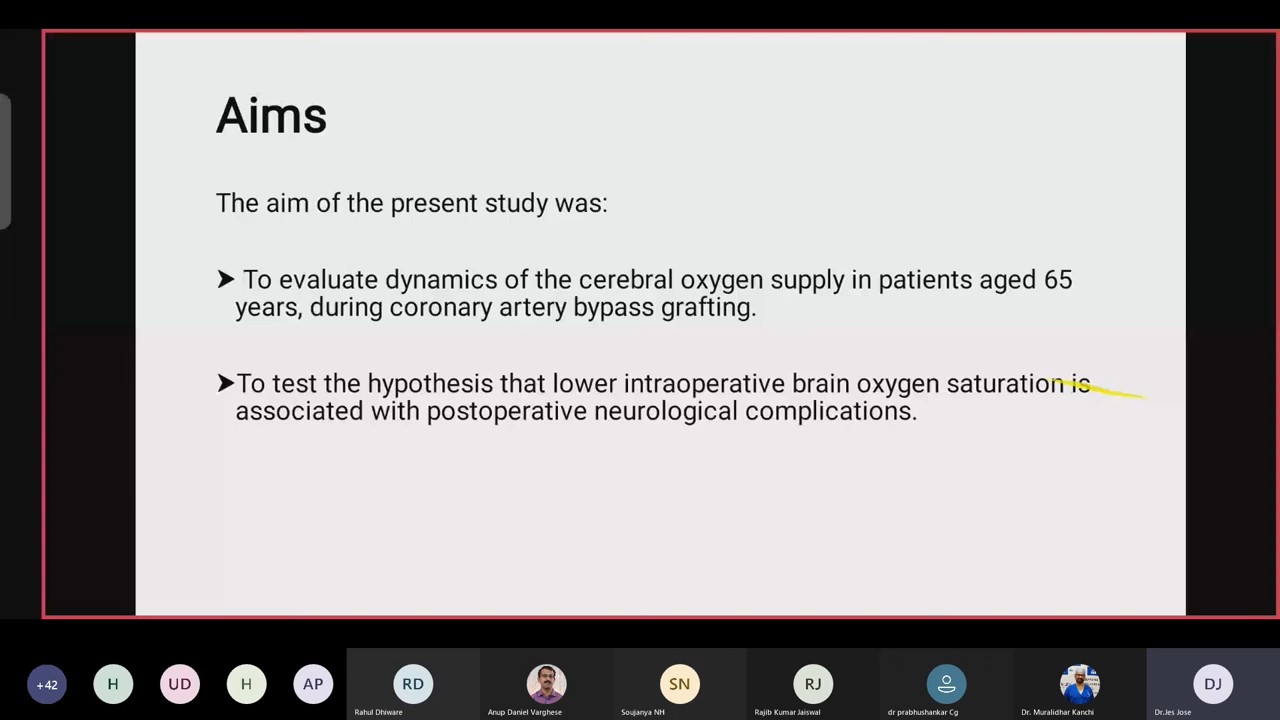 Aims
The aim of the present study was:
➤ To evaluate dynamics of the cerebral oxygen supply in patients aged 65
years, during coronary artery bypass grafting.
➤To test the hypothesis that lower intraoperative brain oxygen saturation is
associated with postoperative neurological complications.
+42
H
UD
H
AP
RD
SN
RJ
DJ
Rahul Dhiware
Anup Daniel Varghese
Soujanya NH
Rajib Kumar Jaiswal
dr prabhushankar Cg
Dr. Muralidhar Kanchi
Dr.Jes Jose